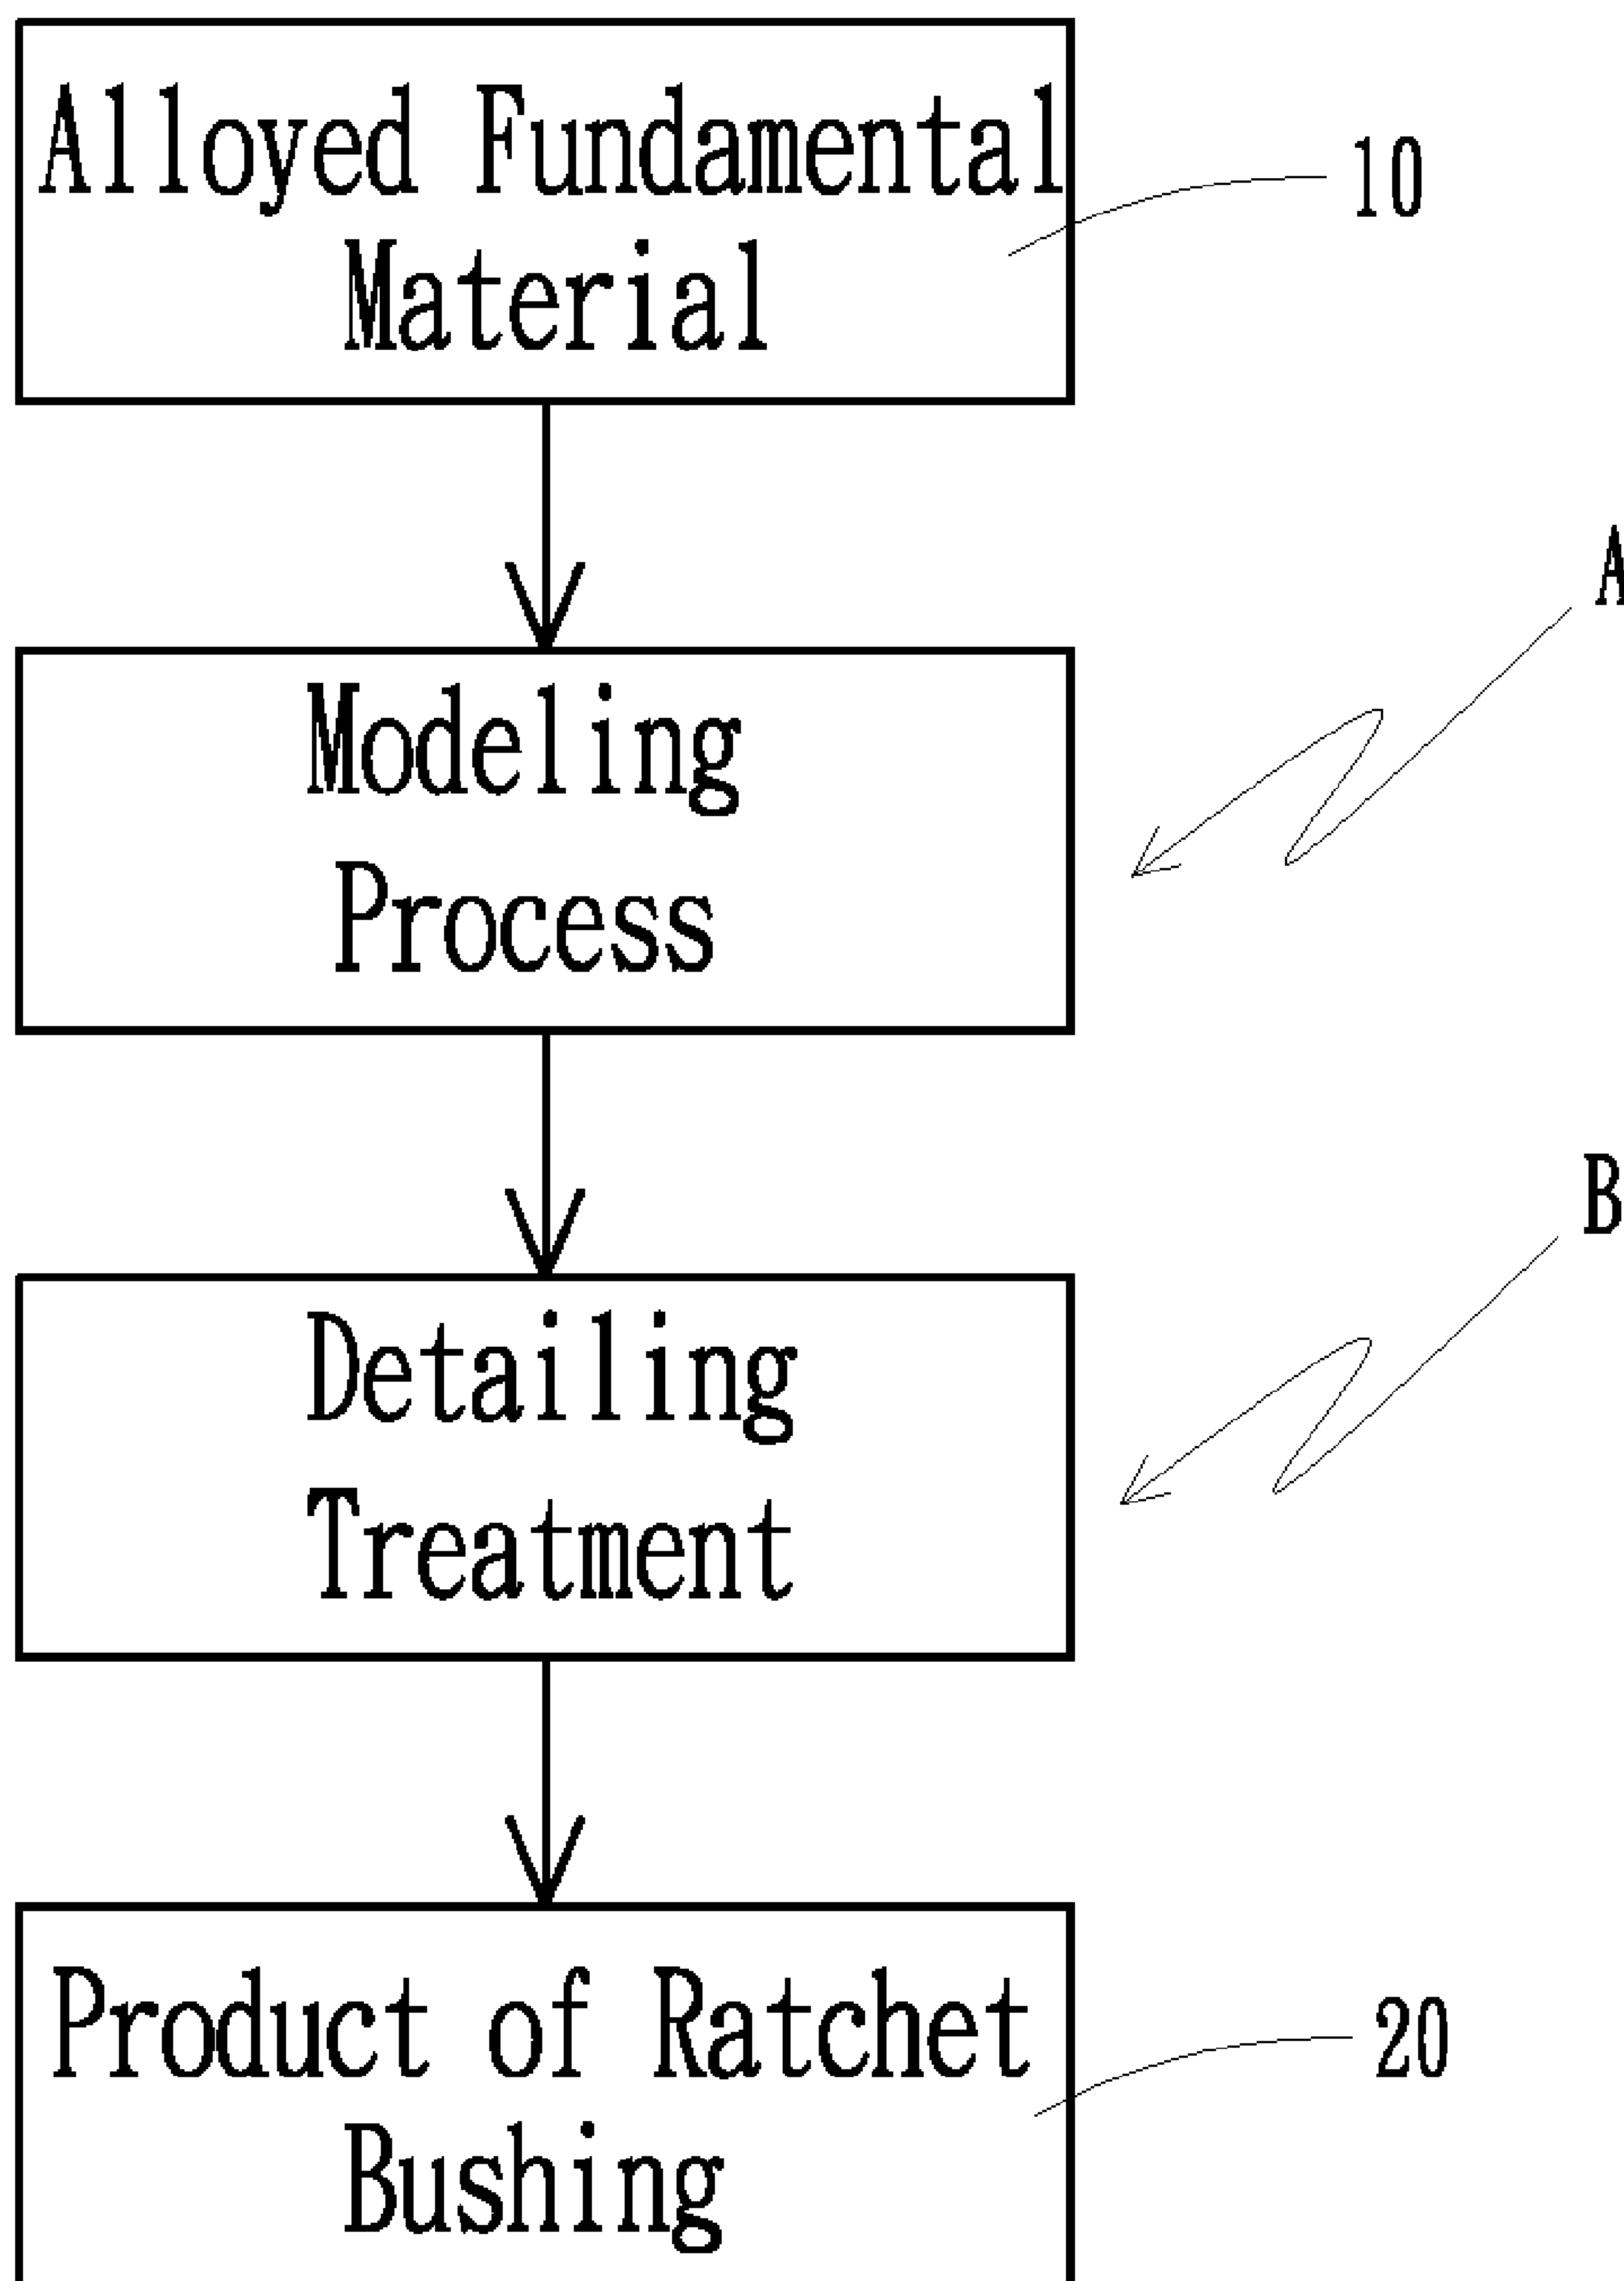 Alloyed Fundamental
Material
10
A
Modeling
Process
B
Detailing
Treatment
Product of Ratchet
Bushing
20